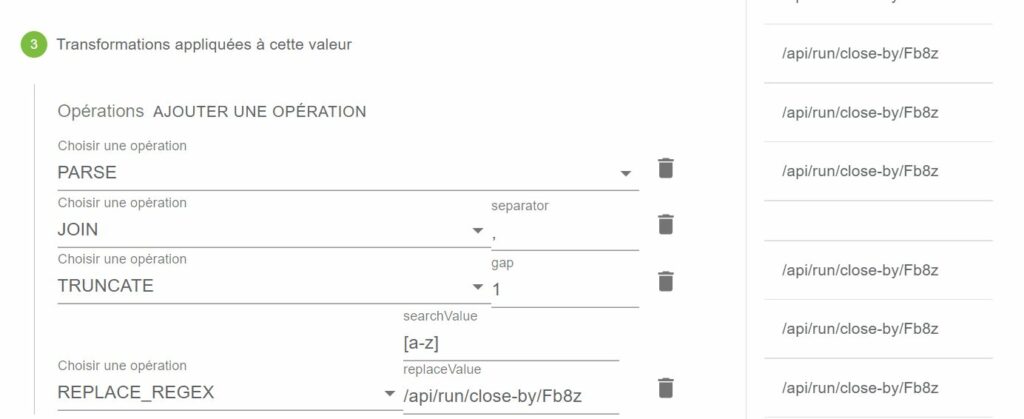 3 Transformations appliquées à cette valeur
Opérations AJOUTER UNE OPÉRATION
Choisir une opération
PARSE
Choisir une opération
separator
JOIN
,
Choisir une opération
gap
TRUNCATE
1
searchValue
[a-z]
Choisir une opération
replaceValue
REPLACE_REGEX
/api/run/close-by/Fb8z
/api/run/close-by/Fb8z
/api/run/close-by/Fb8z
/api/run/close-by/Fb8z
/api/run/close-by/Fb8z
/api/run/close-by/Fb8z
/api/run/close-by/Fb8z